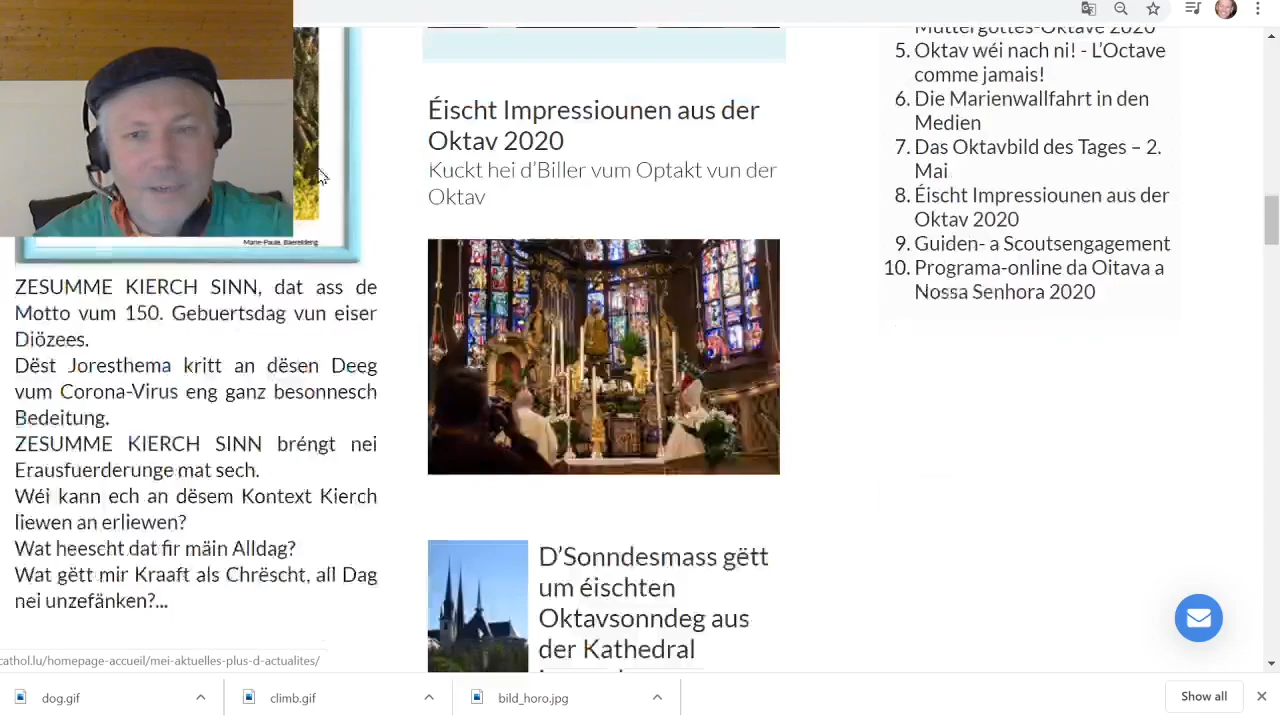 Marie-Paule, Baereldeng
ZESUMME KIERCH SINN, dat ass de
Motto vum 150. Gebuertsdag vun eiser
Diözees.
Dëst Joresthema kritt an dësen Deeg
vum Corona-Virus eng ganz besonnesch
Bedeitung.
ZESUMME KIERCH SINN bréngt nei
Erausfuerderunge mat sech.
Wéi kann ech an dësem Kontext Kierch
liewen an erliewen?
Wat heescht dat fir mäin Alldag?
Wat gëtt mir Kraaft als Chrëscht, all Dag
nei unzefänken?...
Éischt Impressiounen aus der
Oktav 2020
Kuckt hei d’Biller vum Optakt vun der
Oktav
D’Sonndesmass gëtt
um éischten
Oktavsonndeg aus
der Kathedral
Muttergottes-Oktave 2020
5. Oktav wéi nach ni! - L’Octave
comme jamais!
6. Die Marienwallfahrt in den
Medien
7. Das Oktavbild des Tages – 2.
Mai
8. Éischt Impressiounen aus der
Oktav 2020
9. Guiden- a Scoutsengagement
10. Programa-online da Oitava a
Nossa Senhora 2020
cathol.lu/homepage-accueil/mei-aktuelles-plus-d-actualites/
dog.gif
climb.gif
bild_horo.jpg
Show all